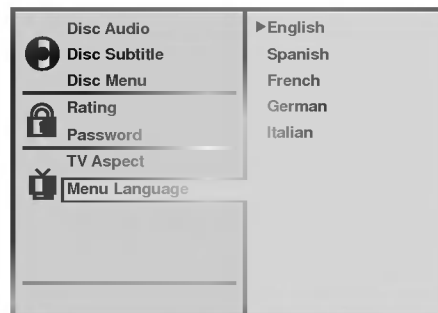 Disc Audio
Disc Subtitle
Disc Menu
Rating
Password
TV Aspect
Menu Language
English
Spanish
French
German
Italian